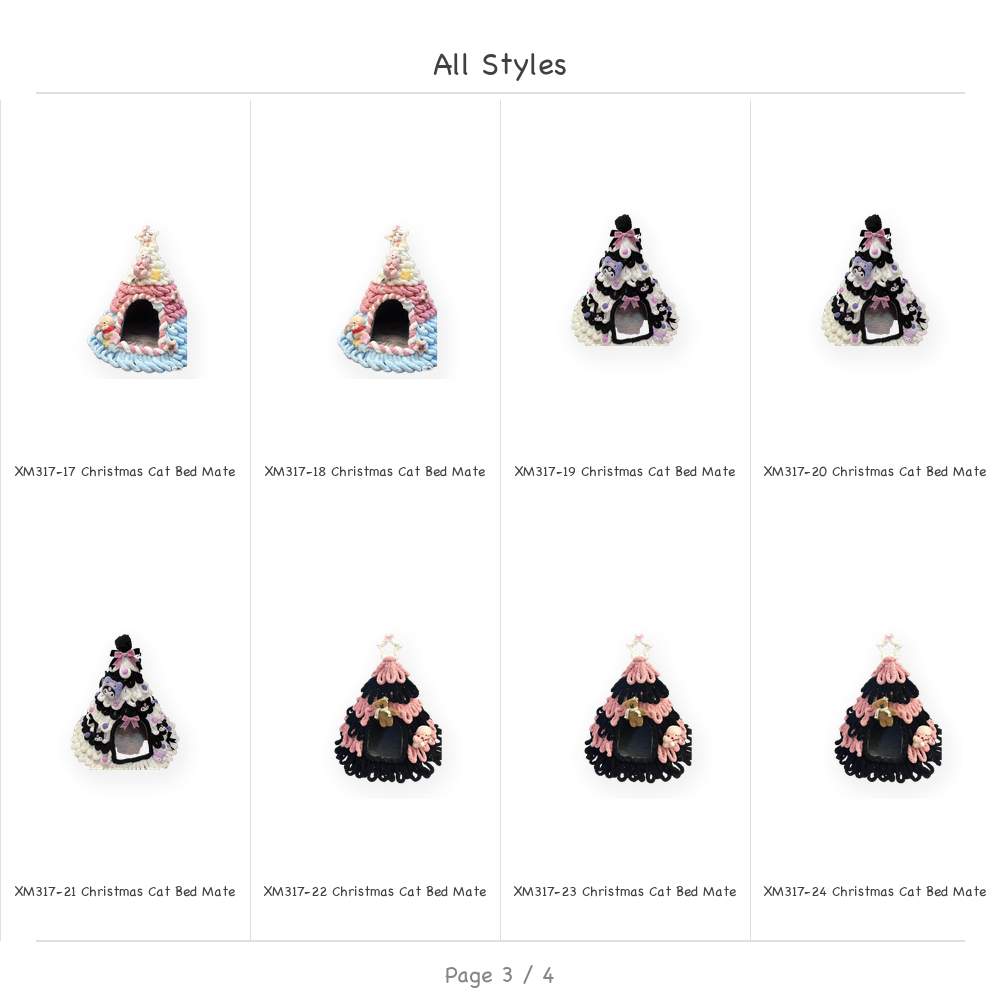 All Styles
XM317-17 Christmas Cat Bed Mate
XM317-18 Christmas Cat Bed Mate
XM317-19 Christmas Cat Bed Mate
XM317-20 Christmas Cat Bed Mate
XM317-21 Christmas Cat Bed Mate
XM317-22 Christmas Cat Bed Mate
XM317-23 Christmas Cat Bed Mate
XM317-24 Christmas Cat Bed Mate
Page 3 / 4